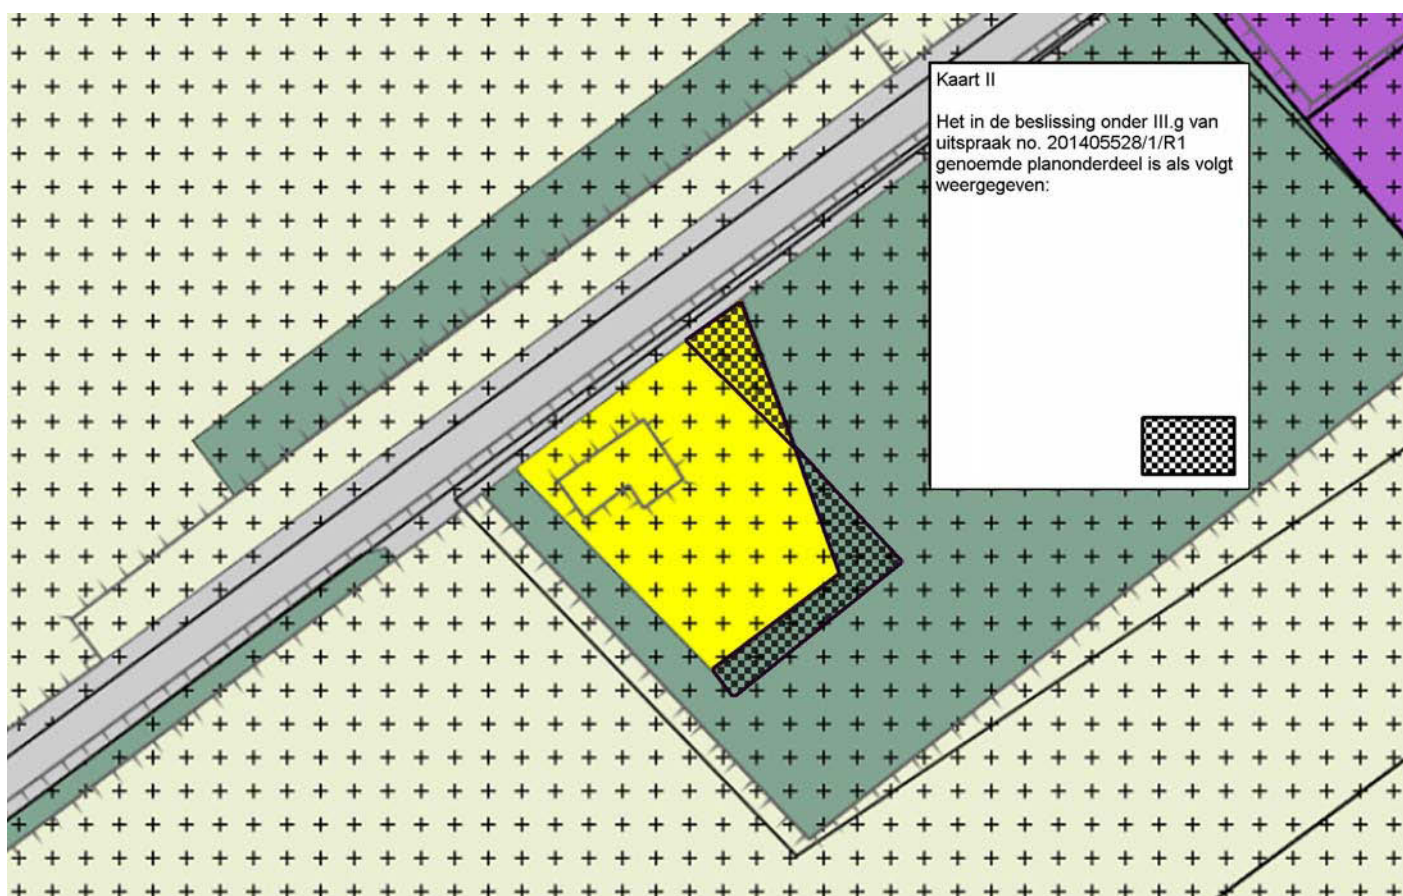 Kaart II
Het in de beslissing onder III.g van
uitspraak no. 201405528/1/R1
genoemde planonderdeel is als volgt
weergegeven: